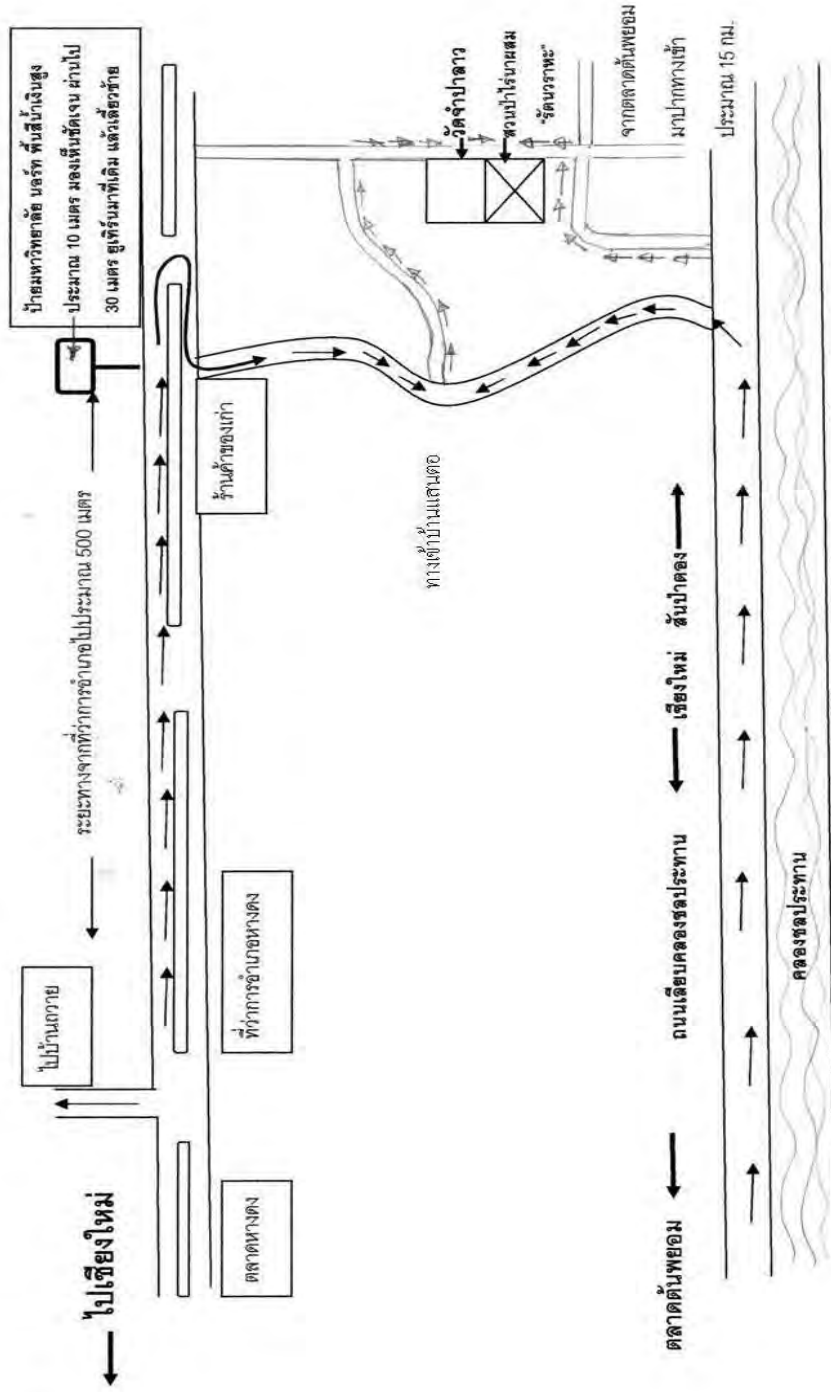 ป้ายมหาวิทยาลัย นอร์ท พื้นสีน้ำเงินสูง
ประมาณ 10 เมตร มองเห็นชัดเจน ผ่านไป
30 เมตร ยูเทิร์นมาที่เดิม แล้วเลี้ยวซ้าย
ระยะทางจากที่ว่าการอำเภอไปประมาณ 500 เมตร
ไปบ้านถวาย
ไปเชียงใหม่
ตลาดหางดง
ที่ว่าการอำเภอหางดง
ร้านค้าของเก่า
ทางเข้าบ้านแสนตอ
วัดจำปาลาว
สวนป่าไร่นาผสม
"รัตนวราหะ"
จากตลาดต้นพยอม
มาปากทางเข้า
ประมาณ 15 กม.
ตลาดต้นพยอม
ถนนเลียบคลองชลประทาน
เชียงใหม่
สันป่าตอง
คลองชลประทาน